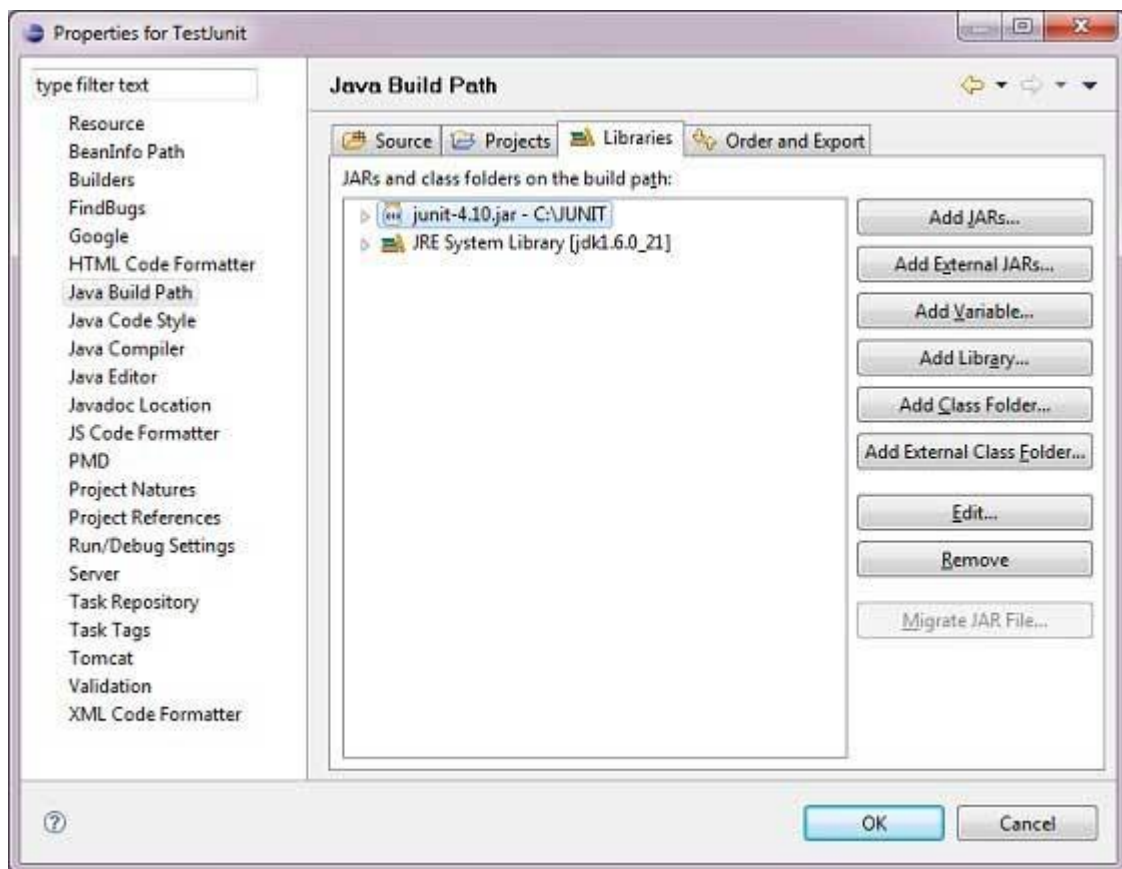 Properties for TestJunit
type filter text
Resource
BeanInfo Path
Builders
FindBugs
Google
HTML Code Formatter
Java Build Path
Java Code Style
Java Compiler
Java Editor
Javadoc Location
JS Code Formatter
PMD
Project Natures
Project References
Run/Debug Settings
Server
Task Repository
Task Tags
Tomcat
Validation
XML Code Formatter
Java Build Path
Source Projects Libraries Order and Export
JARs and class folders on the build path:
junit-4.10.jar - C:\JUNIT
JRE System Library [jdk1.6.0_21]
Add JARs...
Add External JARs...
Add Variable...
Add Library...
Add Class Folder...
Add External Class Folder...
Edit...
Remove
Migrate JAR File...
OK Cancel